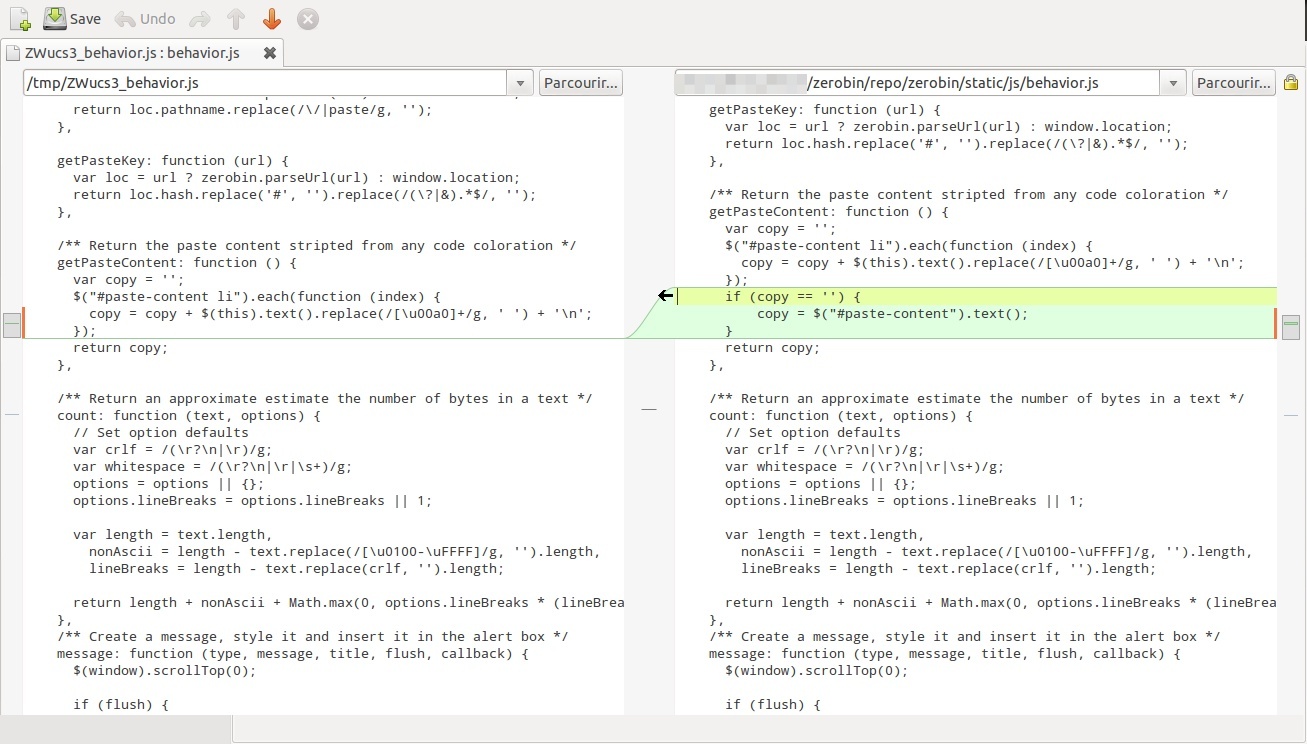 Save Undo
ZWucs3_behavior.js : behavior.js
/tmp/ZWucs3_behavior.js Parcourir...
return loc.pathname.replace(/\/|paste/g, '');
},

getPasteKey: function (url) {
  var loc = url ? zerobin.parseUrl(url) : window.location;
  return loc.hash.replace('#', '').replace(/(\?|&).*$/, '');
},

/** Return the paste content stripted from any code coloration */
getPasteContent: function () {
  var copy = '';
  $("#paste-content li").each(function (index) {
    copy = copy + $(this).text().replace(/[\u00a0]+/g, ' ') + '\n';
  });
  return copy;
},

/** Return an approximate estimate the number of bytes in a text */
count: function (text, options) {
  // Set option defaults
  var crlf = /(\r?\n|\r)/g;
  var whitespace = /(\r?\n|\r|\s+)/g;
  options = options || {};
  options.lineBreaks = options.lineBreaks || 1;

  var length = text.length,
    nonAscii = length - text.replace(/[\u0100-\uFFFF]/g, '').length,
    lineBreaks = length - text.replace(crlf, '').length;

  return length + nonAscii + Math.max(0, options.lineBreaks * (lineBrea
},
/** Create a message, style it and insert it in the alert box */
message: function (type, message, title, flush, callback) {
  $(window).scrollTop(0);

  if (flush) {
/zerobin/repo/zerobin/static/js/behavior.js Parcourir...
getPasteKey: function (url) {
  var loc = url ? zerobin.parseUrl(url) : window.location;
  return loc.hash.replace('#', '').replace(/(\?|&).*$/, '');
},

/** Return the paste content stripted from any code coloration */
getPasteContent: function () {
  var copy = '';
  $("#paste-content li").each(function (index) {
    copy = copy + $(this).text().replace(/[\u00a0]+/g, ' ') + '\n';
  });
  if (copy == '') {
      copy = $("#paste-content").text();
  }
  return copy;
},

/** Return an approximate estimate the number of bytes in a text */
count: function (text, options) {
  // Set option defaults
  var crlf = /(\r?\n|\r)/g;
  var whitespace = /(\r?\n|\r|\s+)/g;
  options = options || {};
  options.lineBreaks = options.lineBreaks || 1;

  var length = text.length,
    nonAscii = length - text.replace(/[\u0100-\uFFFF]/g, '').length,
    lineBreaks = length - text.replace(crlf, '').length;

  return length + nonAscii + Math.max(0, options.lineBreaks * (lineBrea
},
/** Create a message, style it and insert it in the alert box */
message: function (type, message, title, flush, callback) {
  $(window).scrollTop(0);

  if (flush) {